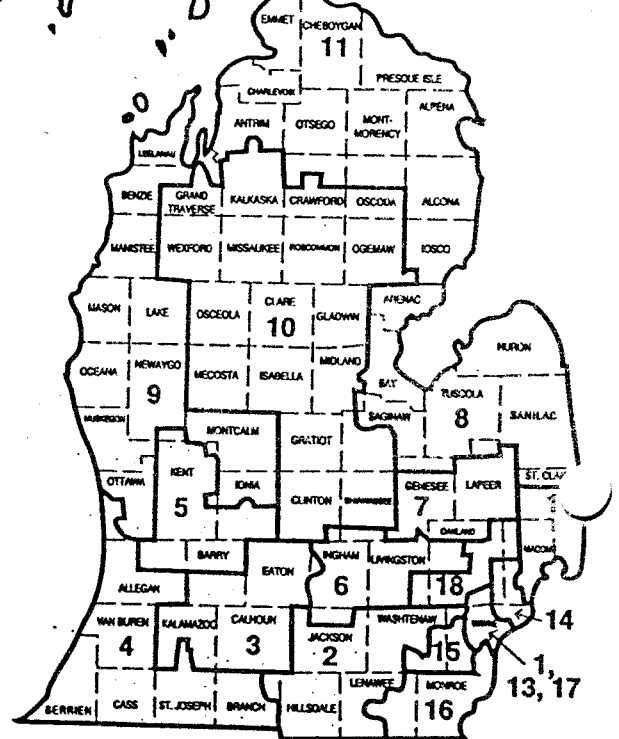 D
EMMET
CHEBOYGAN
11
PRESQUE ISLE
CHARLEVOIX
ALPENA
ANTRIM
OTSEGO
MONT-
MORENCY
LEELANAU
BENZIE
GRAND
TRAVERSE
KALKASKA
CRAWFORD
OSCODA
ALCONA
MANISTEE
WEXFORD
MISSAUKEE
ROSCOMMON
OGEMAW
IOSCO
MASON
LAKE
OSCEOLA
CLARE
10
GLADWIN
ARENAC
HURON
OCEANA
NEWAYGO
9
MECOSTA
ISABELLA
MIDLAND
BAY
TUSCOLA
8
SANILAC
MUSKEGON
MONTCALM
GRATIOT
SAGINAW
OTTAWA
KENT
5
IONIA
CLINTON
SHIAWASSEE
GENESEE
7
LAPEER
ST. CLAI
OAKLAND
MACOM
ALLEGAN
BARRY
EATON
INGHAM
6
LIVINGSTON
18
VAN BUREN
4
KALAMAZOO
CALHOUN
3
JACKSON
2
WASHTENAW
15
WAYNE
14
1,
13, 17
BERRIEN
CASS
ST. JOSEPH
BRANCH
HILLSDALE
LENAWEE
MONROE
16